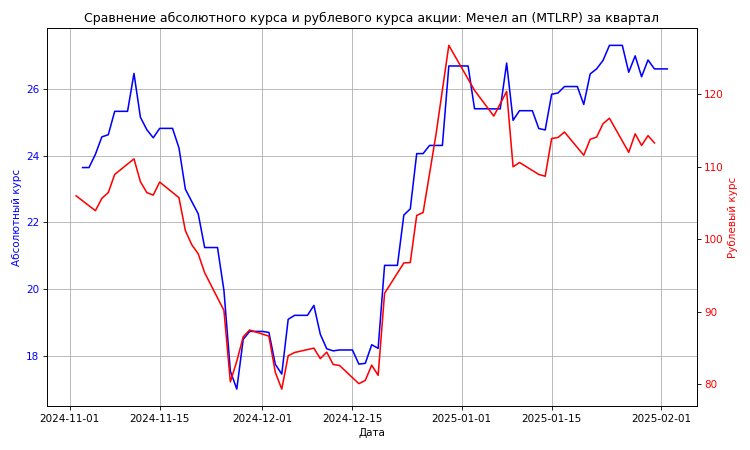 Сравнение абсолютного курса и рублевого курса акции: Мечел ап (MTLRP) за квартал
Абсолютный курс
26
24
22
20
18
120
110
100
90
80
Рублевый курс
2024-11-01 2024-11-15 2024-12-01 2024-12-15 2025-01-01 2025-01-15 2025-02-01
Дата